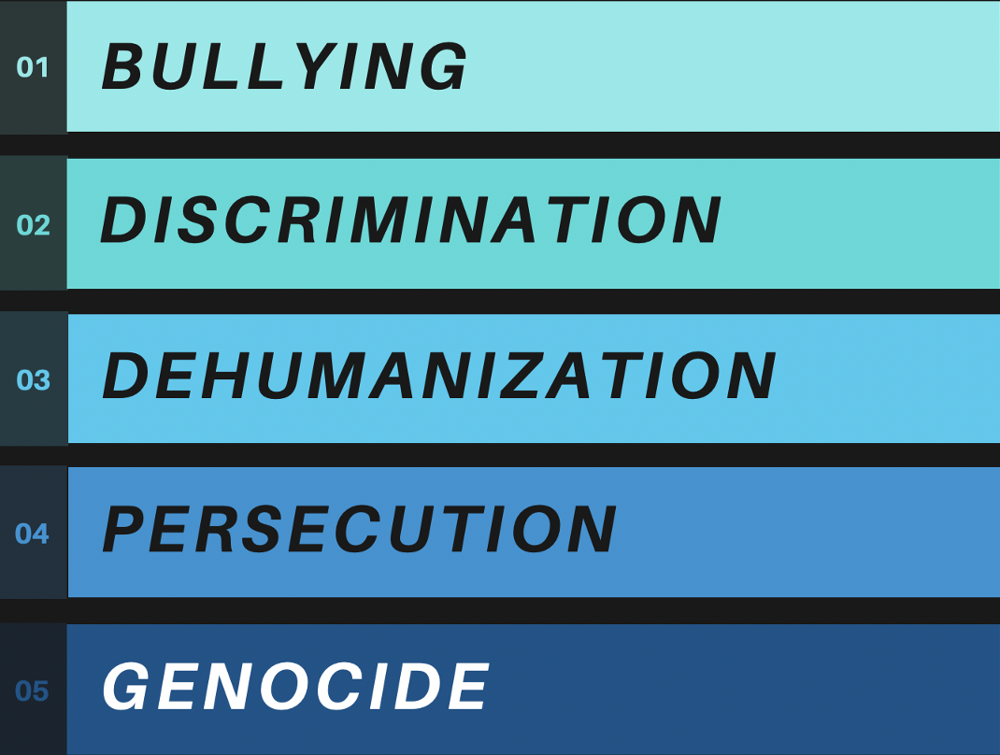 01 BULLYING
02 DISCRIMINATION
03 DEHUMANIZATION
04 PERSECUTION
05 GENOCIDE